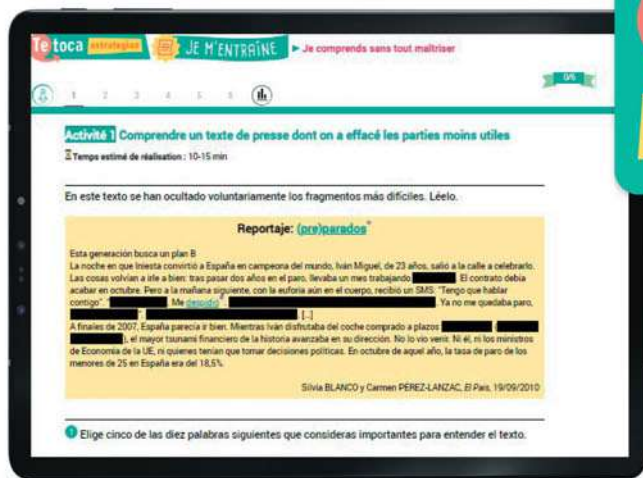 Te toca estrategias JE M'ENTRAÎNE ▸ Je comprends sans tout maîtriser
0/6
1 2 3 4 5
Activité 1 Comprendre un texte de presse dont on a effacé les parties moins utiles
Temps estimé de réalisation : 10-15 min
En este texto se han ocultado voluntariamente los fragmentos más difíciles. Léelo.
Reportaje: (pre)parados
Esta generación busca un plan B
La noche en que Iniesta convirtió a España en campeona del mundo, Iván Miguel, de 23 años, salió a la calle a celebrarlo.
Las cosas volvían a irle a bien: tras pasar dos años en el paro, llevaba un mes trabajando. El contrato debía
acabar en octubre. Pero a la mañana siguiente, con la euforia aún en el cuerpo, recibió un SMS: "Tengo que hablar
contigo". " . Me despidió . Ya no me quedaba paro,
". [...]
A finales de 2007, España parecía ir bien. Mientras Iván disfrutaba del coche comprado a plazos (
), el mayor tsunami financiero de la historia avanzaba en su dirección. No lo vio venir. Ni él, ni los ministros
de Economía de la UE, ni quienes tenían que tomar decisiones políticas. En octubre de aquel año, la tasa de paro de los
menores de 25 en España era del 18,5%.
Silvia BLANCO y Carmen PÉREZ-LANZAC, El País, 19/09/2010
1 Elige cinco de las diez palabras siguientes que consideras importantes para entender el texto.